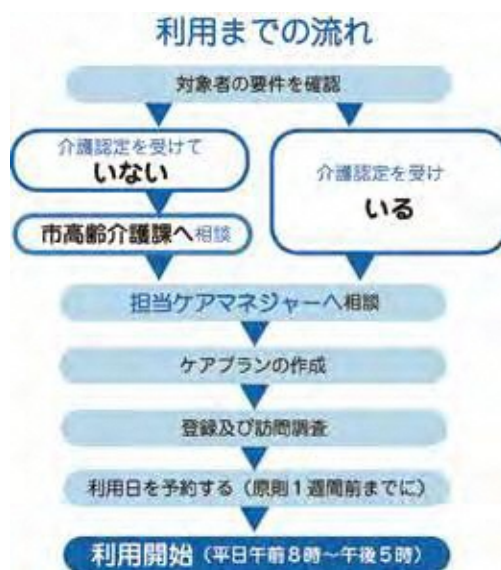 利用までの流れ
対象者の要件を確認
介護認定を受けて
いない
介護認定を受け
いる
市高齢介護課へ相談
担当ケアマネジャーへ相談
ケアプランの作成
登録及び訪問調査
利用日を予約する（原則1週間前までに）
利用開始（平日午前8時～午後5時）